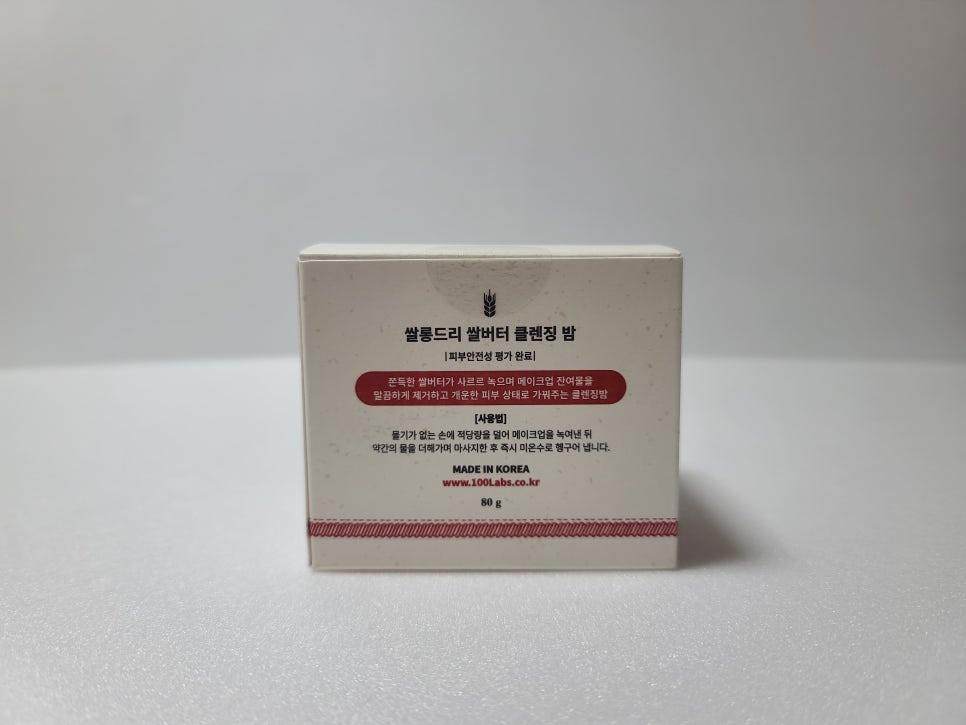 쌀롱드리 쌀버터 클렌징 밤
|피부안전성 평가 완료|
쫀득한 쌀버터가 사르르 녹으며 메이크업 잔여물을
말끔하게 제거하고 개운한 피부 상태로 가꿔주는 클렌징밤
[사용법]
물기가 없는 손에 적당량을 덜어 메이크업을 녹여낸 뒤
약간의 물을 더해가며 마사지한 후 즉시 미온수로 헹구어 냅니다.
MADE IN KOREA
www.100Labs.co.kr
80 g